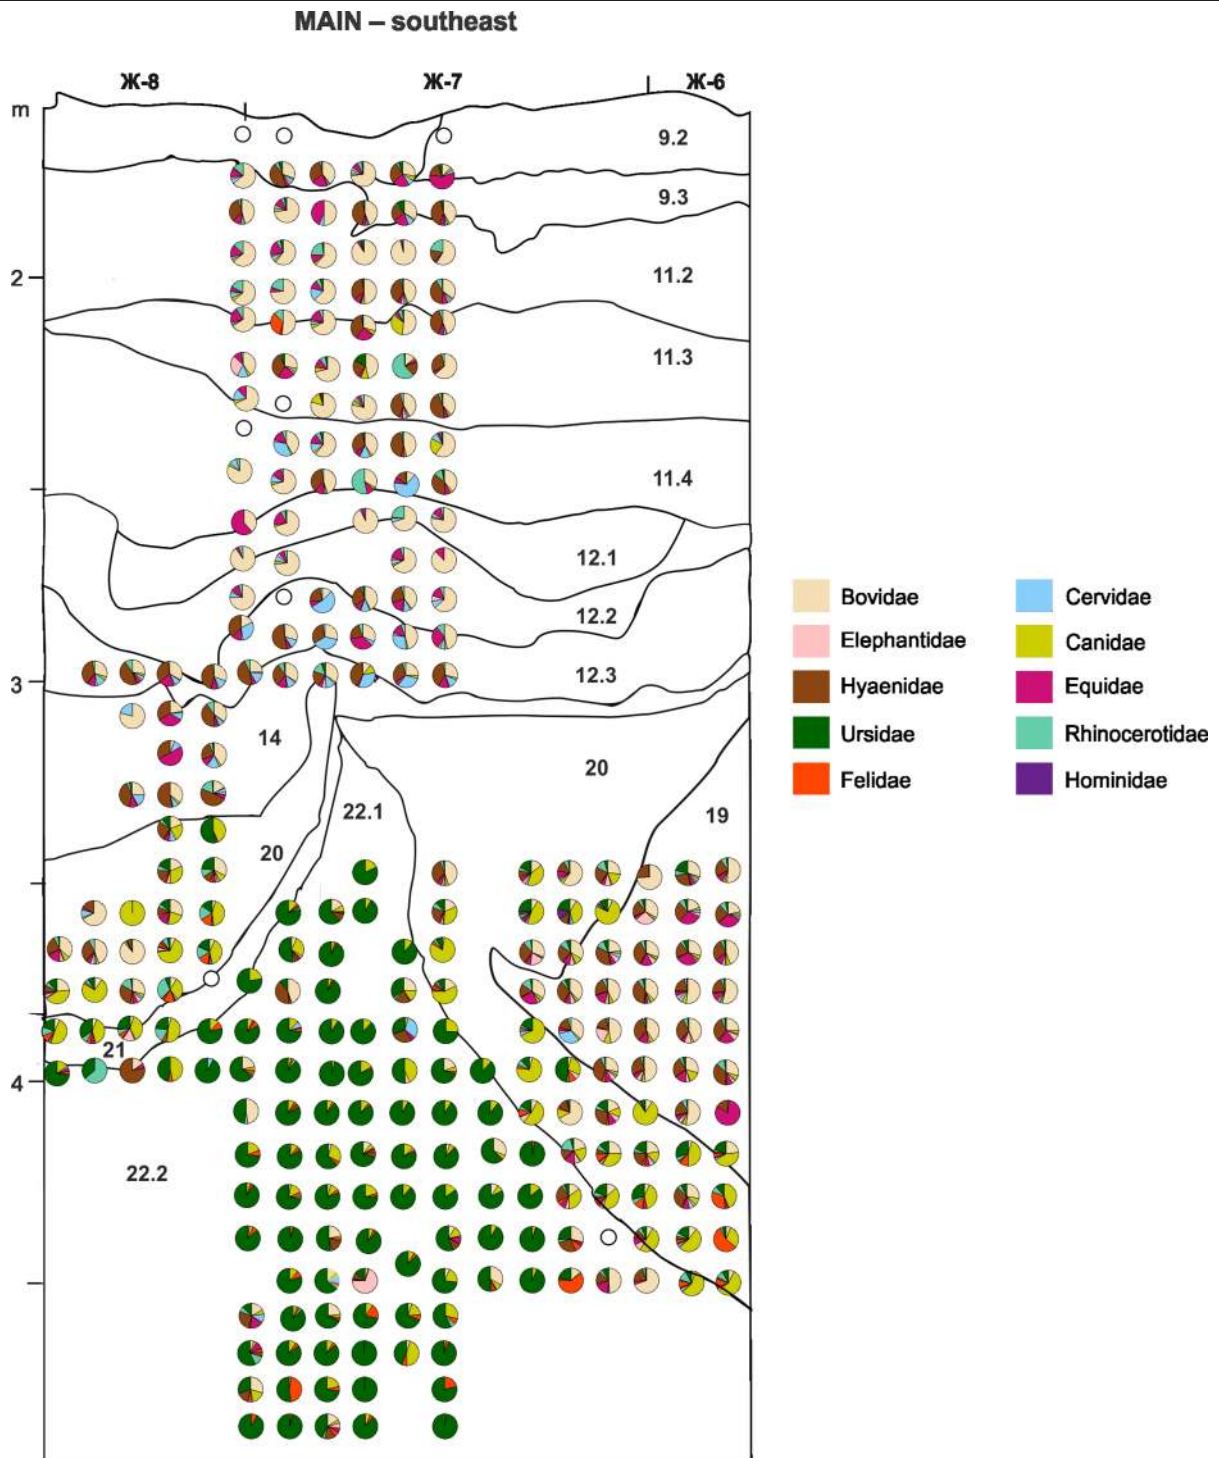 MAIN – southeast
Ж-8 Ж-7 Ж-6
m
9.2
9.3
2
11.2
11.3
11.4
12.1
12.2
3
12.3
14
20
22.1
19
20
21
4
22.2
Bovidae Cervidae
Elephantidae Canidae
Hyaenidae Equidae
Ursidae Rhinocerotidae
Felidae Hominidae